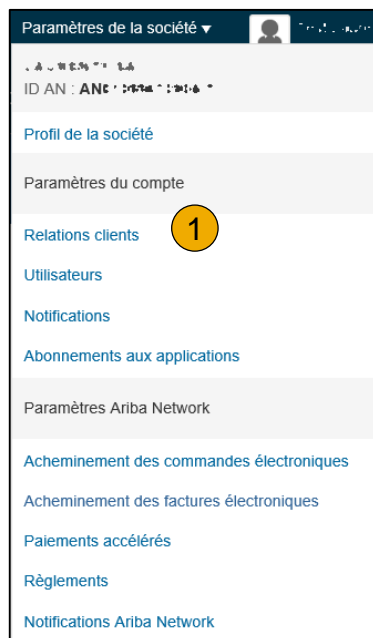 Paramètres de la société ▾
ID AN :
Profil de la société
Paramètres du compte
Relations clients
1
Utilisateurs
Notifications
Abonnements aux applications
Paramètres Ariba Network
Acheminement des commandes électroniques
Acheminement des factures électroniques
Paiements accélérés
Règlements
Notifications Ariba Network